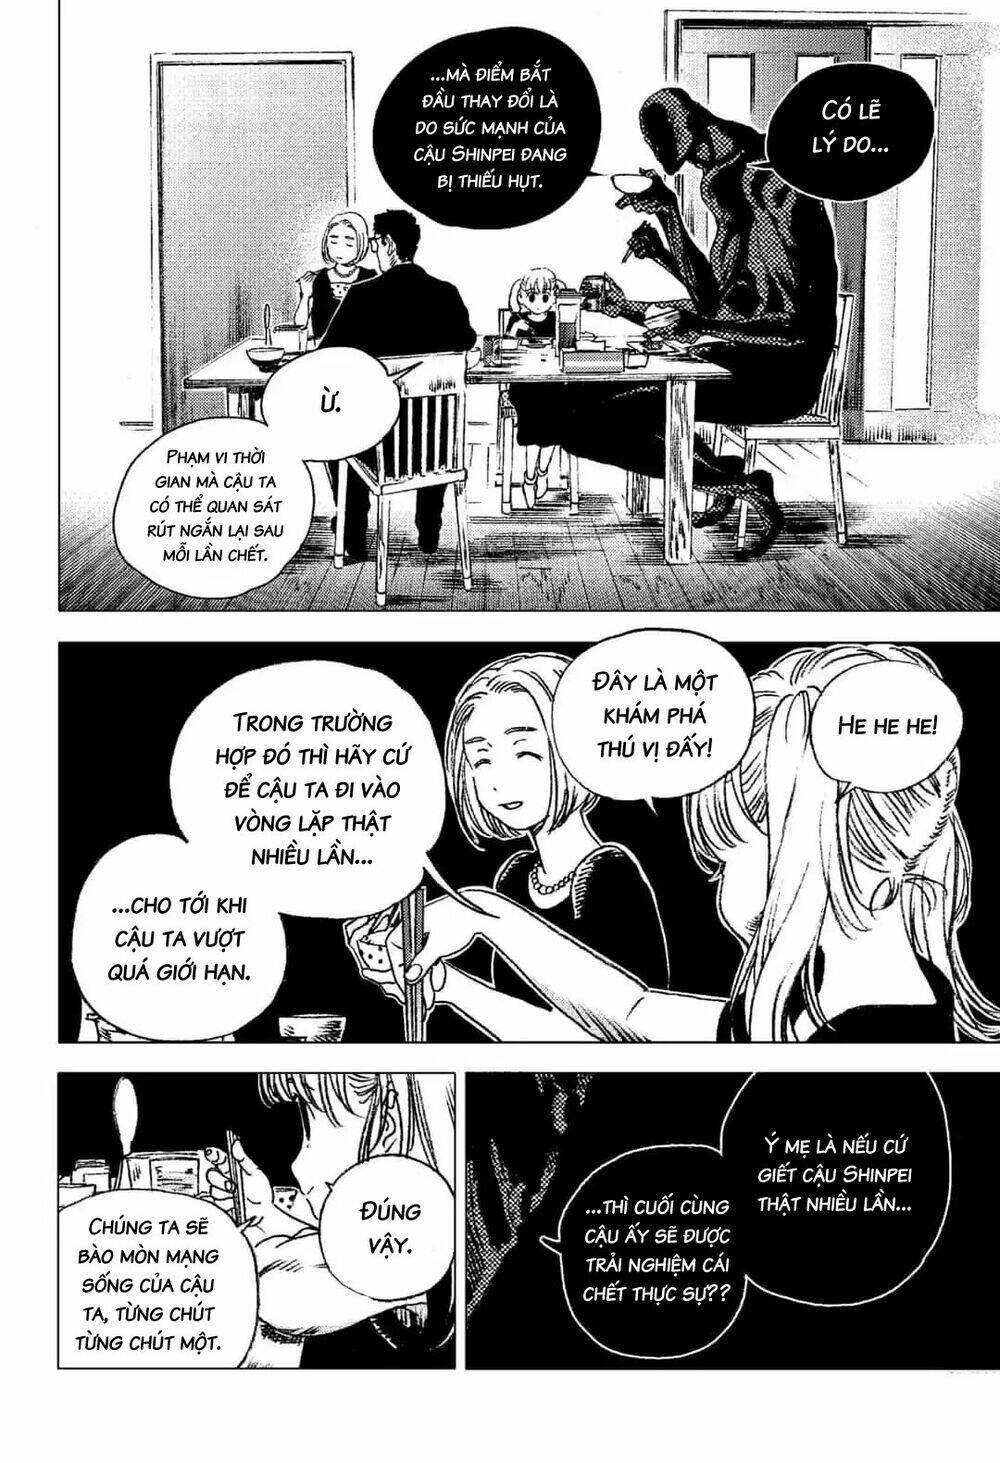 CÓ LẼ
LÝ DO...
...MÀ ĐIỂM BẮT
ĐẦU THAY ĐỔI LÀ
DO SỨC MẠNH CỦA
CẬU SHINPEI ĐANG
BỊ THIẾU HỤT.
Ừ.
PHẠM VI THỜI
GIAN MÀ CẬU TA
CÓ THỂ QUAN SÁT
RÚT NGẮN LẠI SAU
MỖI LẦN CHẾT.
HE HE HE!
ĐÂY LÀ MỘT
KHÁM PHÁ
THÚ VỊ ĐẤY!
TRONG TRƯỜNG
HỢP ĐÓ THÌ HÃY CỨ
ĐỂ CẬU TA ĐI VÀO
VÒNG LẶP THẬT
NHIỀU LẦN...
...CHO TỚI KHI
CẬU TA VƯỢT
QUÁ GIỚI HẠN.
Ý MẸ LÀ NẾU CỨ
GIẾT CẬU SHINPEI
THẬT NHIỀU LẦN...
...THÌ CUỐI CÙNG
CẬU ẤY SẼ ĐƯỢC
TRẢI NGHIỆM CÁI
CHẾT THỰC SỰ??
ĐÚNG
VẬY.
CHÚNG TA SẼ
BÀO MÒN MẠNG
SỐNG CỦA CẬU
TA, TỪNG CHÚT
TỪNG CHÚT MỘT.